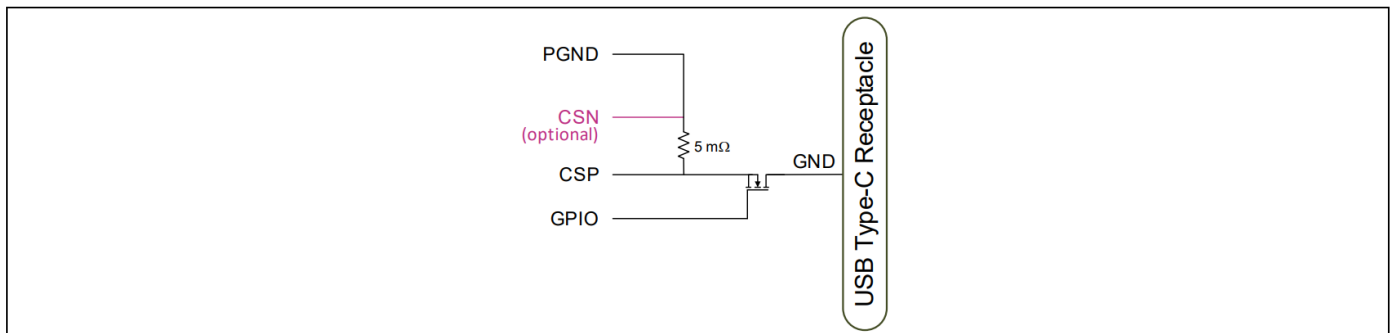 PGND
CSN
(optional)
5 mΩ
CSP
GND
GPIO
USB Type-C Receptacle